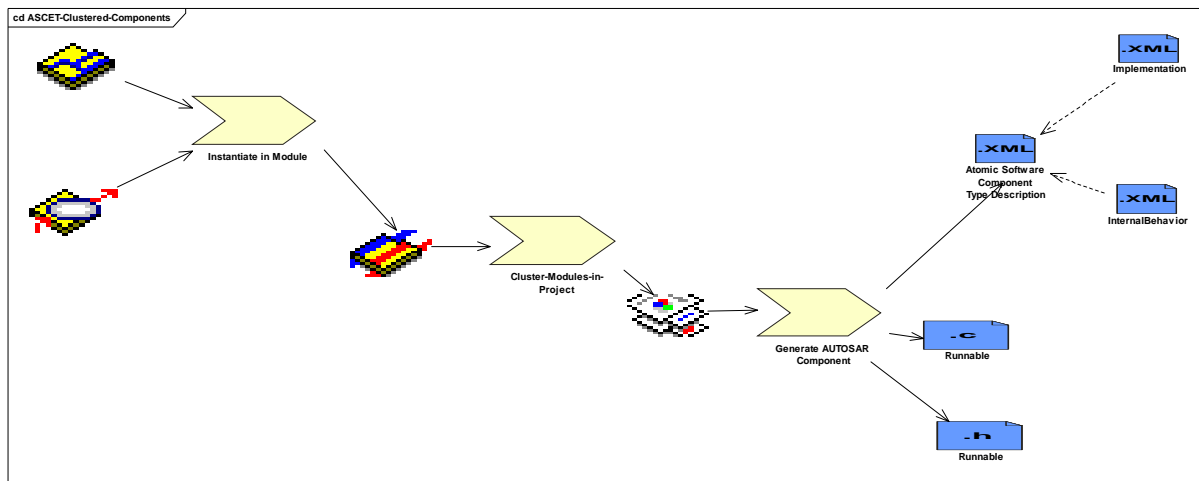 cd ASCET-Clustered-Components
.XML
Implementation
Instantiate in Module
.XML
Atomic Software
Component
Type Description
.XML
InternalBehavior
Cluster-Modules-in-
Project
Generate AUTOSAR
Component
.c
Runnable
.h
Runnable